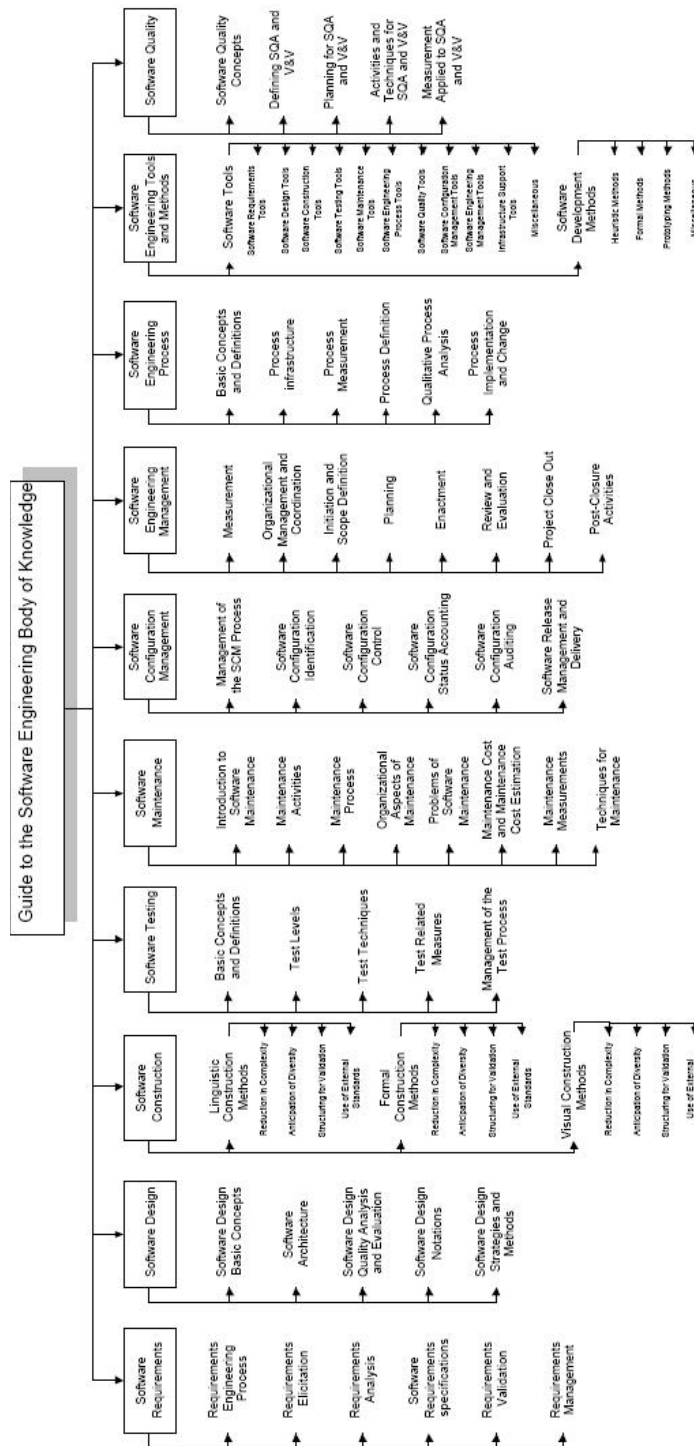 Guide to the Software Engineering Body of Knowledge
Software
Requirements
Requirements
Engineering
Process
Requirements
Elicitation
Requirements
Analysis
Software
Requirements
specifications
Requirements
Validation
Requirements
Management
Software Design
Software Design
Basic Concepts
Software
Architecture
Software Design
Quality Analysis
and Evaluation
Software Design
Notations
Software Design
Strategies and
Methods
Software
Construction
Linguistic
Construction
Methods
Reduction in Complexity
Anticipation of Diversity
Structuring for Validation
Use of External
Standards
Formal
Construction
Methods
Reduction in Complexity
Anticipation of Diversity
Structuring for Validation
Use of External
Standards
Visual Construction
Methods
Reduction in Complexity
Anticipation of Diversity
Structuring for Validation
Use of External
Software Testing
Basic Concepts
and Definitions
Test Levels
Test Techniques
Test Related
Measures
Management of the
Test Process
Software
Maintenance
Introduction to
Software
Maintenance
Maintenance
Activities
Maintenance
Process
Organizational
Aspects of
Maintenance
Problems of
Software
Maintenance
Maintenance Cost
and Maintenance
Cost Estimation
Maintenance
Measurements
Techniques for
Maintenance
Software
Configuration
Management
Management of
the SCM Process
Software
Configuration
Identification
Software
Configuration
Control
Software
Configuration
Status Accounting
Software
Configuration
Auditing
Software Release
Management and
Delivery
Software
Engineering
Management
Measurement
Organizational
Management and
Coordination
Initiation and
Scope Definition
Planning
Enactment
Review and
Evaluation
Project Close Out
Post-Closure
Activities
Software
Engineering
Process
Basic Concepts
and Definitions
Process
infrastructure
Process
Measurement
Process Definition
Qualitative Process
Analysis
Process
Implementation
and Change
Software
Engineering Tools
and Methods
Software Tools
Software Requirements
Tools
Software Design Tools
Software Construction
Tools
Software Testing Tools
Software Maintenance
Tools
Software Engineering
Process Tools
Software Quality Tools
Software Configuration
Management Tools
Software Engineering
Management Tools
Infrastructure Support
Tools
Miscellaneous
Software
Development
Methods
Heuristic Methods
Formal Methods
Prototyping Methods
Software Quality
Software Quality
Concepts
Defining SQA and
V&V
Planning for SQA
and V&V
Activities and
Techniques for
SQA and V&V
Measurement
Applied to SQA
and V&V